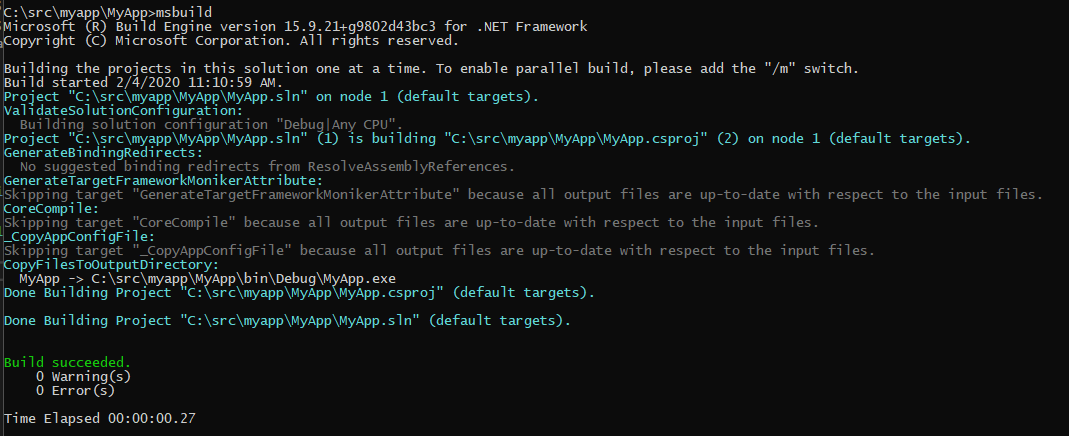 C:\src\myapp\MyApp>msbuild
Microsoft (R) Build Engine version 15.9.21+g9802d43bc3 for .NET Framework
Copyright (C) Microsoft Corporation. All rights reserved.

Building the projects in this solution one at a time. To enable parallel build, please add the "/m" switch.
Build started 2/4/2020 11:10:59 AM.
Project "C:\src\myapp\MyApp\MyApp.sln" on node 1 (default targets).
ValidateSolutionConfiguration:
  Building solution configuration "Debug|Any CPU".
Project "C:\src\myapp\MyApp\MyApp.sln" (1) is building "C:\src\myapp\MyApp\MyApp.csproj" (2) on node 1 (default targets).
GenerateBindingRedirects:
  No suggested binding redirects from ResolveAssemblyReferences.
GenerateTargetFrameworkMonikerAttribute:
Skipping target "GenerateTargetFrameworkMonikerAttribute" because all output files are up-to-date with respect to the input files.
CoreCompile:
Skipping target "CoreCompile" because all output files are up-to-date with respect to the input files.
_CopyAppConfigFile:
Skipping target "_CopyAppConfigFile" because all output files are up-to-date with respect to the input files.
CopyFilesToOutputDirectory:
  MyApp -> C:\src\myapp\MyApp\bin\Debug\MyApp.exe
Done Building Project "C:\src\myapp\MyApp\MyApp.csproj" (default targets).

Done Building Project "C:\src\myapp\MyApp\MyApp.sln" (default targets).


Build succeeded.
    0 Warning(s)
    0 Error(s)

Time Elapsed 00:00:00.27